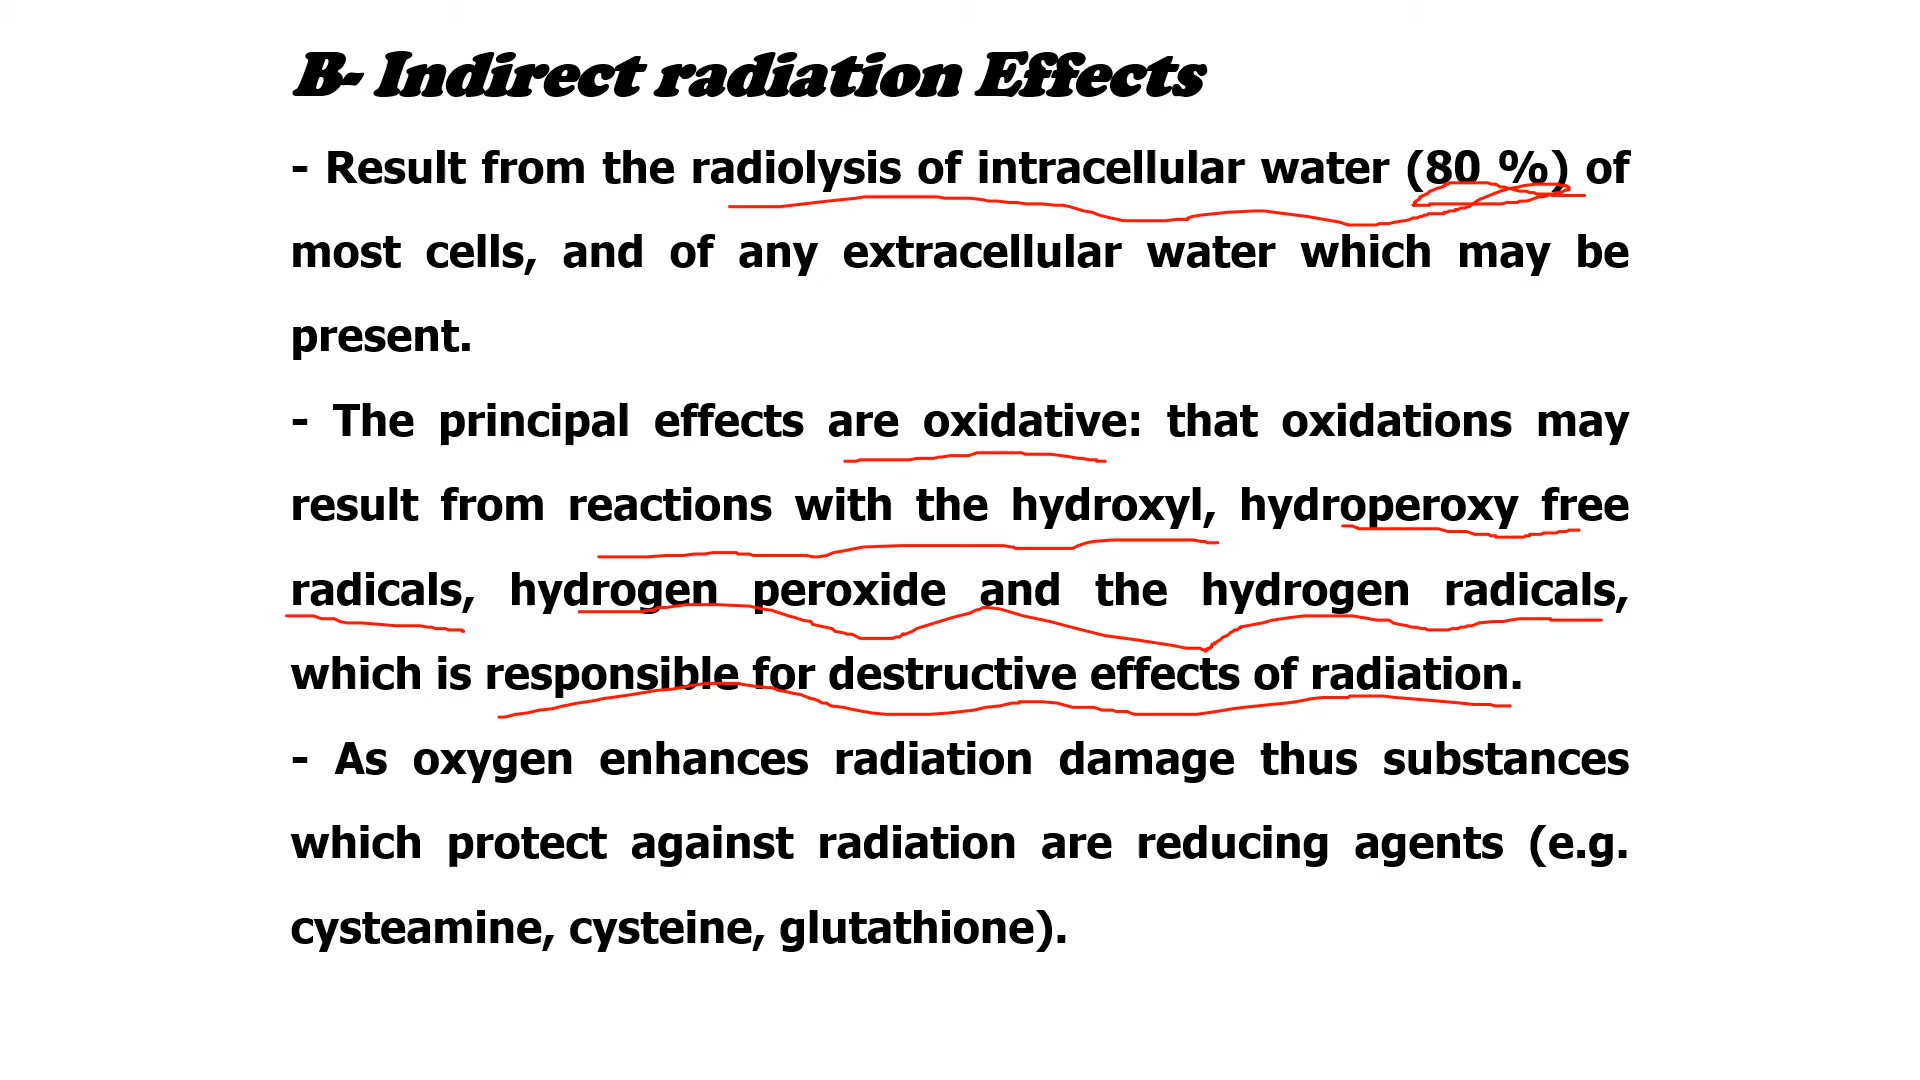 B- Indirect radiation Effects
- Result from the radiolysis of intracellular water (80 %) of
most cells, and of any extracellular water which may be
present.
- The principal effects are oxidative: that oxidations may
result from reactions with the hydroxyl, hydroperoxy free
radicals, hydrogen peroxide and the hydrogen radicals,
which is responsible for destructive effects of radiation.
- As oxygen enhances radiation damage thus substances
which protect against radiation are reducing agents (e.g.
cysteamine, cysteine, glutathione).